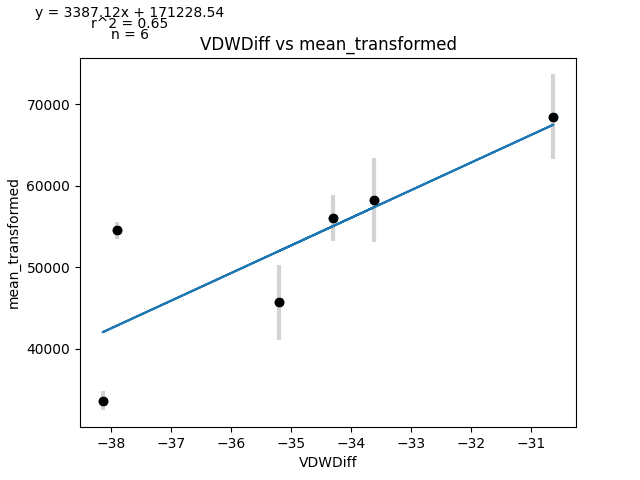 y = 3387.12x + 171228.54
r^2 = 0.65
n = 6
VDWDiff vs mean_transformed
mean_transformed
70000
60000
50000
40000
−38 −37 −36 −35 −34 −33 −32 −31
VDWDiff